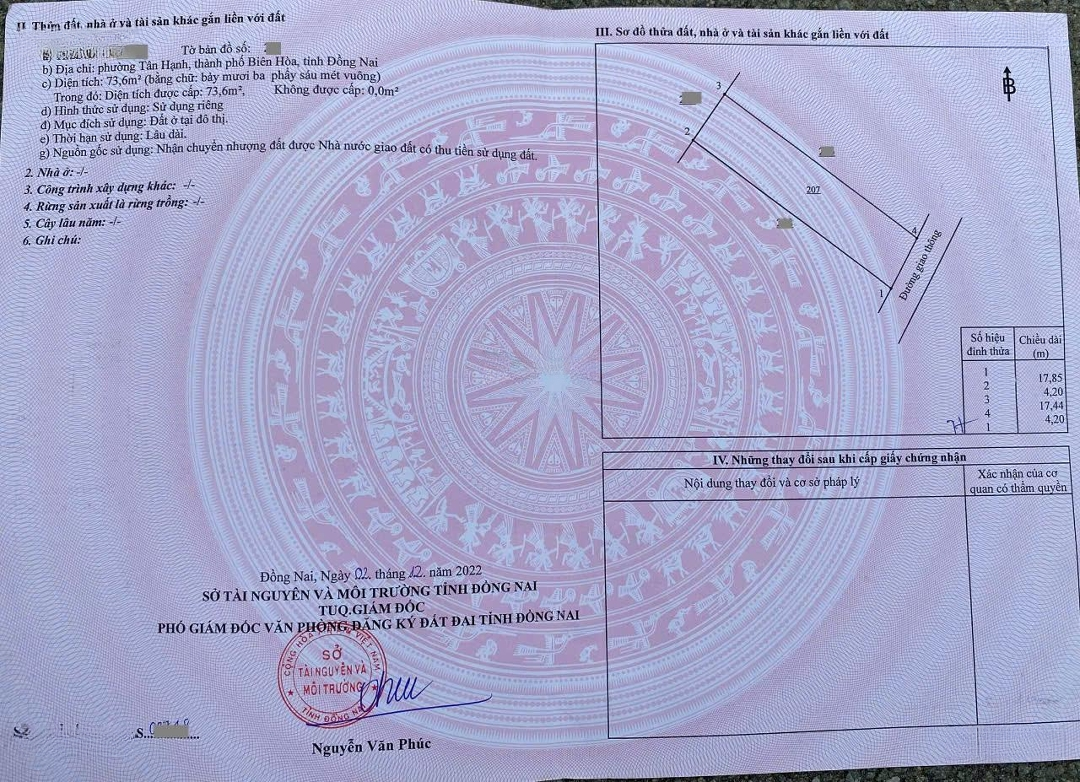 II Thửa đất, nhà ở và tài sản khác gắn liền với đất
Tờ bản đồ số:
b) Địa chỉ: phường Tân Hạnh, thành phố Biên Hòa, tỉnh Đồng Nai
c) Diện tích: 73,6m² (bằng chữ: bảy mươi ba phẩy sáu mét vuông)
Trong đó: Diện tích được cấp: 73,6m², Không được cấp: 0,0m²
d) Hình thức sử dụng: Sử dụng riêng
đ) Mục đích sử dụng: Đất ở tại đô thị.
e) Thời hạn sử dụng: Lâu dài.
g) Nguồn gốc sử dụng: Nhận chuyển nhượng đất được Nhà nước giao đất có thu tiền sử dụng đất.
2. Nhà ở: -/-
3. Công trình xây dựng khác: -/-
4. Rừng sản xuất là rừng trồng: -/-
5. Cây lâu năm: -/-
6. Ghi chú:
Đồng Nai, Ngày 02 tháng 12 năm 2022
SỞ TÀI NGUYÊN VÀ MÔI TRƯỜNG TỈNH ĐỒNG NAI
TUQ.GIÁM ĐỐC
PHÓ GIÁM ĐỐC VĂN PHÒNG ĐĂNG KÝ ĐẤT ĐAI TỈNH ĐỒNG NAI
CỘNG HÒA VIỆT NAM
SỞ
TÀI NGUYÊN VÀ
MÔI TRƯỜNG
TỈNH ĐỒNG NAI
Nguyễn Văn Phúc
III. Sơ đồ thửa đất, nhà ở và tài sản khác gắn liền với đất
B
3
2
207
4
1
Đường giao thông
Số hiệu đỉnh thửa Chiều dài (m)
1
17,85
2
4,20
3
17,44
4
4,20
1
IV. Những thay đổi sau khi cấp giấy chứng nhận
Nội dung thay đổi và cơ sở pháp lý
Xác nhận của cơ
quan có thẩm quyền